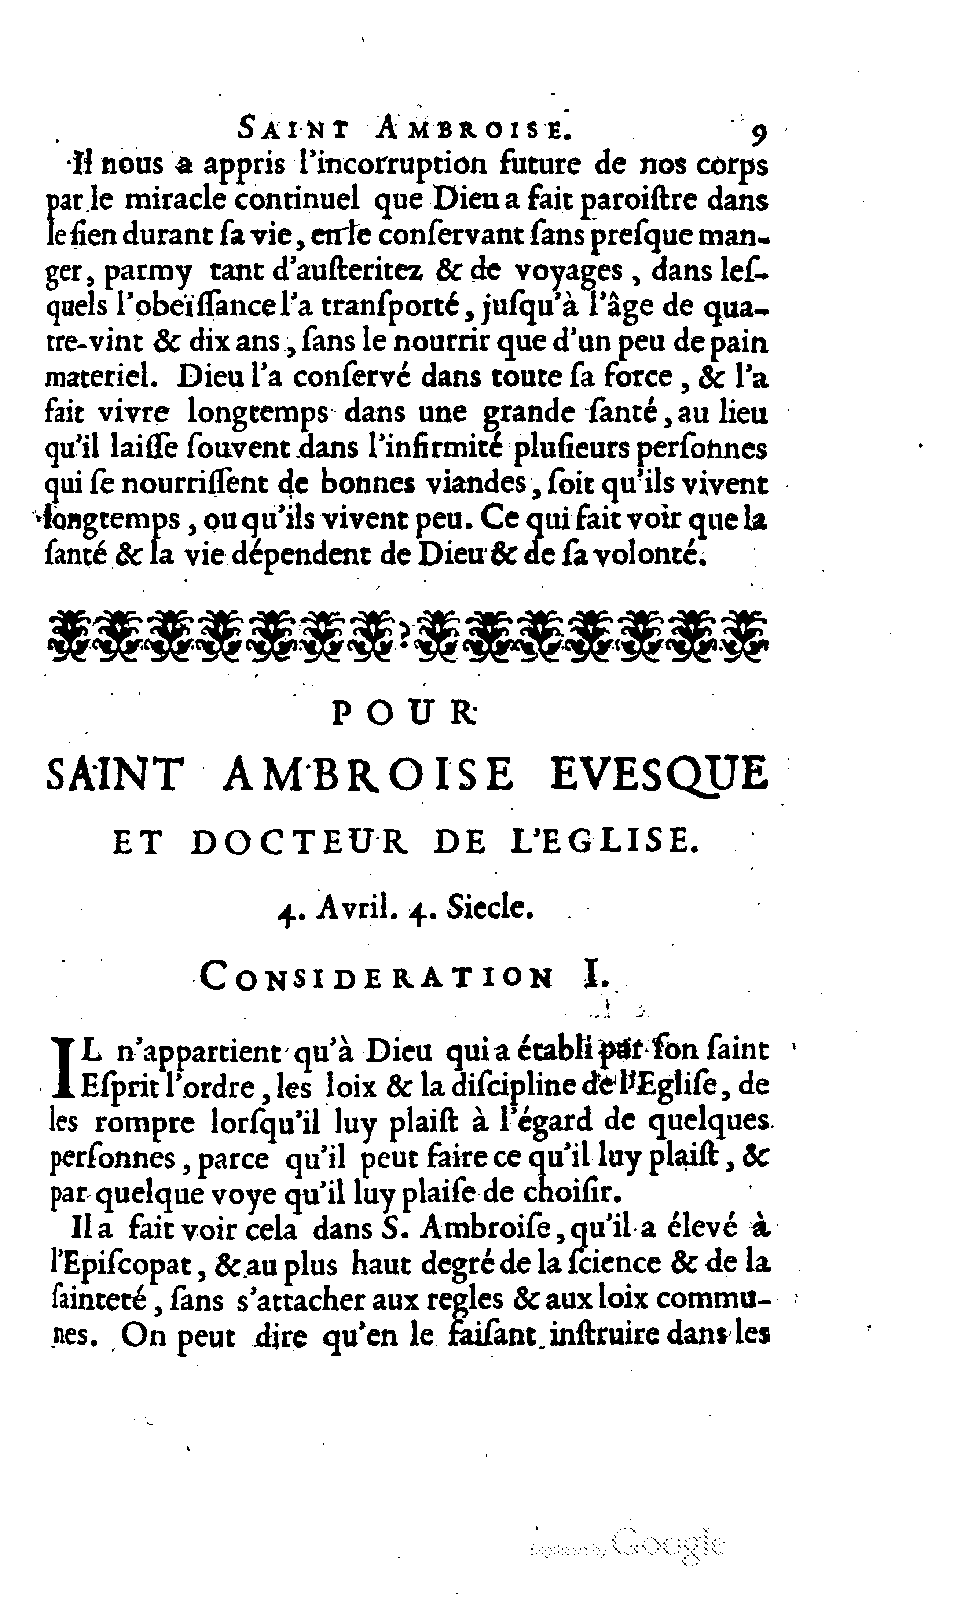 SAINT AMBROISE. 9
Il nous a appris l'incorruption future de nos corps
par le miracle continuel que Dieu a fait paroiſtre dans
le ſien durant ſa vie, en le conſervant ſans preſque man-
ger, parmy tant d'auſteritez & de voyages, dans leſ-
quels l'obeïſſance l'a tranſporté, juſqu'à l'âge de qua-
tre-vint & dix ans, ſans le nourrir que d'un peu de pain
materiel. Dieu l'a conſervé dans toute ſa force, & l'a
fait vivre longtemps dans une grande ſanté, au lieu
qu'il laiſſe ſouvent dans l'infirmité pluſieurs perſonnes
qui ſe nourriſſent de bonnes viandes, ſoit qu'ils vivent
longtemps, ou qu'ils vivent peu. Ce qui fait voir que la
ſanté & la vie dépendent de Dieu & de ſa volonté.
POUR
SAINT AMBROISE EVESQUE
ET DOCTEUR DE L'EGLISE.
4. Avril. 4. Siecle.
CONSIDERATION I.
IL n'appartient qu'à Dieu qui a établi par ſon ſaint
Eſprit l'ordre, les loix & la diſcipline de l'Egliſe, de
les rompre lorſqu'il luy plaiſt à l'égard de quelques
perſonnes, parce qu'il peut faire ce qu'il luy plaiſt, &
par quelque voye qu'il luy plaiſe de choiſir.
Il a fait voir cela dans S. Ambroiſe, qu'il a élevé à
l'Epiſcopat, & au plus haut degré de la ſcience & de la
ſainteté, ſans s'attacher aux regles & aux loix commu-
nes. On peut dire qu'en le faiſant inſtruire dans les
Digitized by Google